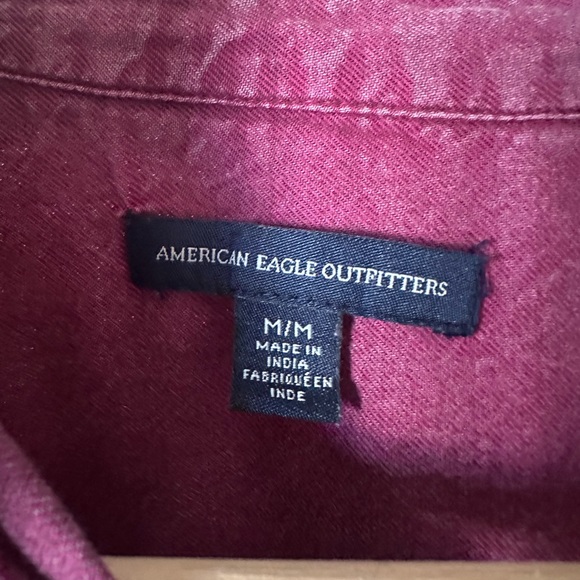 AMERICAN EAGLE OUTFITTERS
M/M
MADE IN
INDIA
FABRIQUÉ EN
INDE